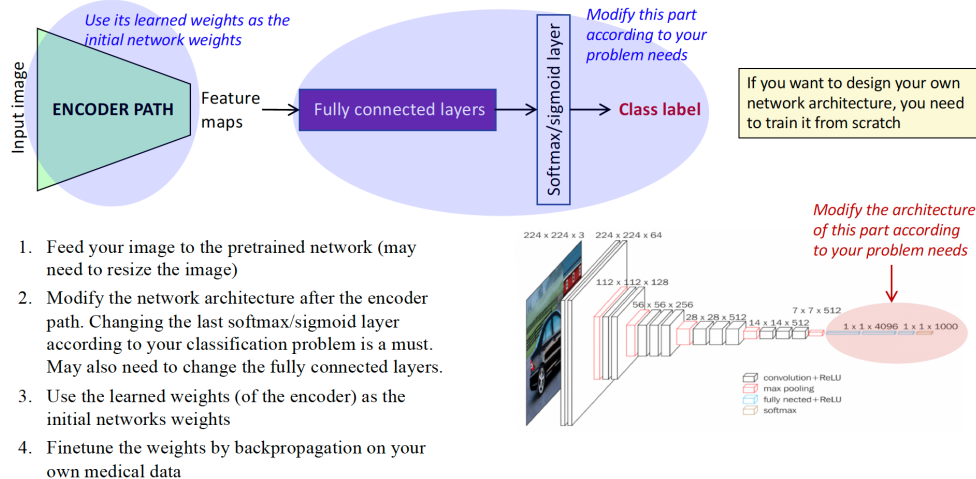 Use its learned weights as the
initial network weights
Input image
ENCODER PATH
Feature
maps
Fully connected layers
Softmax/sigmoid layer
Class label
Modify this part
according to your
problem needs
If you want to design your own
network architecture, you need
to train it from scratch
1. Feed your image to the pretrained network (may
need to resize the image)
2. Modify the network architecture after the encoder
path. Changing the last softmax/sigmoid layer
according to your classification problem is a must.
May also need to change the fully connected layers.
3. Use the learned weights (of the encoder) as the
initial networks weights
4. Finetune the weights by backpropagation on your
own medical data
Modify the architecture
of this part according
to your problem needs
224 x 224 x 3 224 x 224 x 64
112 x 112 x 128
56 x 56 x 256
28 x 28 x 512
14 x 14 x 512
7 x 7 x 512
1 x 1 x 4096 1 x 1 x 1000
convolution+ReLU
max pooling
fully nected+ReLU
softmax